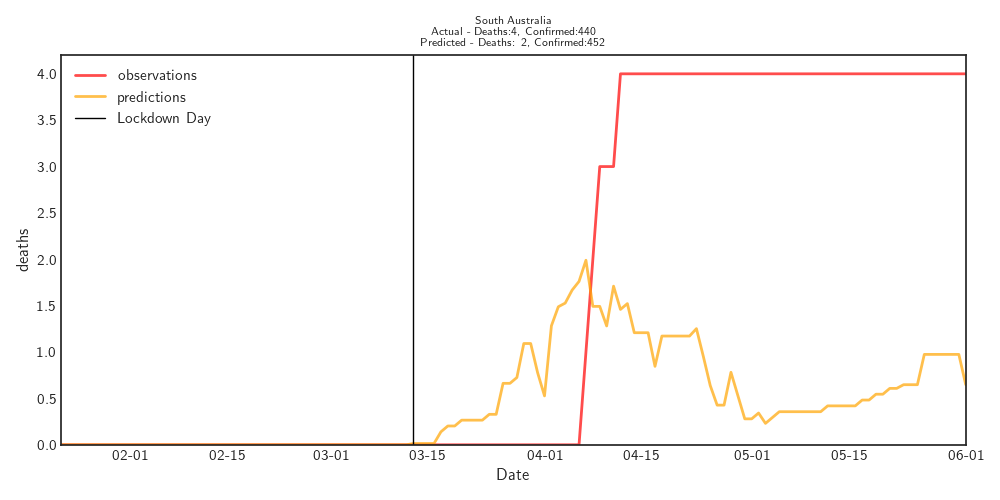 South Australia
Actual - Deaths:4, Confirmed:440
Predicted - Deaths: 2, Confirmed:452
observations
predictions
Lockdown Day
4.0
3.5
3.0
2.5
2.0
1.5
1.0
0.5
0.0
deaths
02-01 02-15 03-01 03-15 04-01 04-15 05-01 05-15 06-01
Date